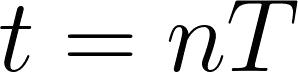 t = nT